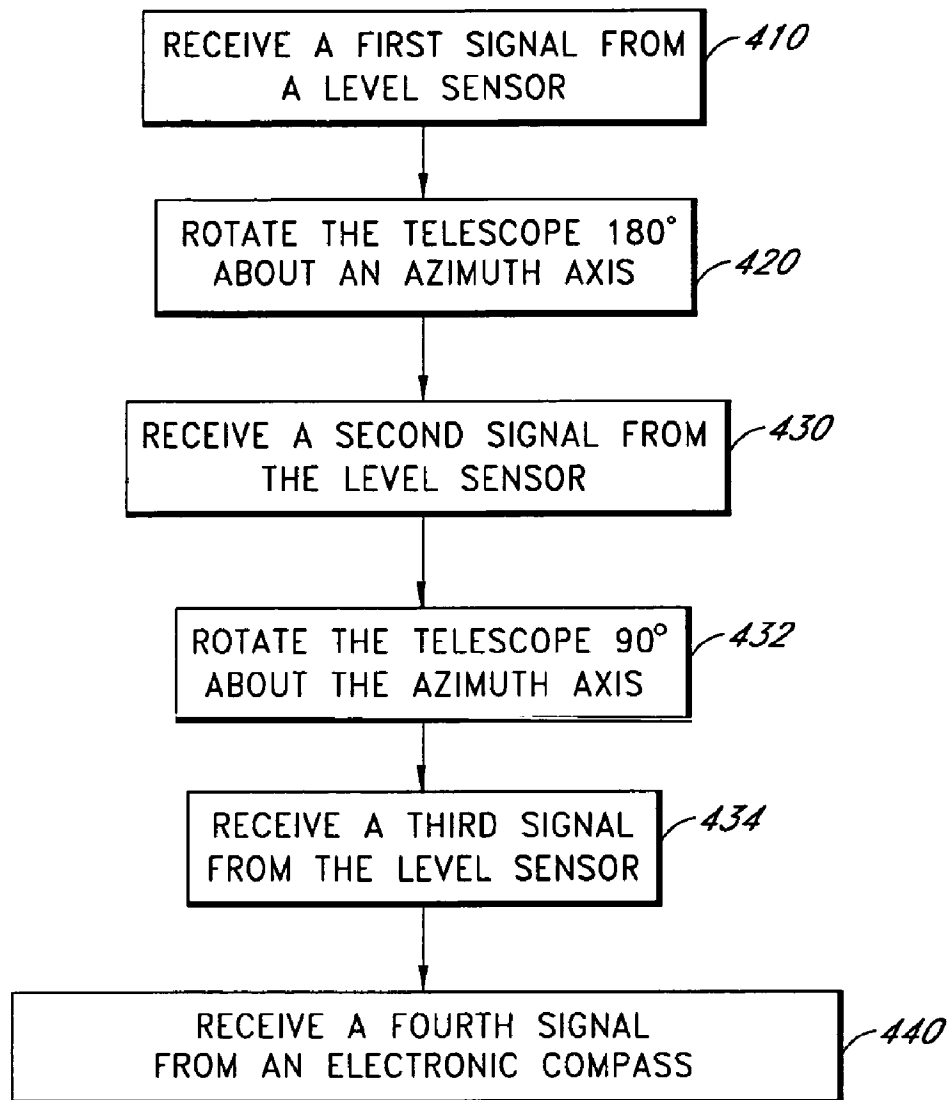 RECEIVE A FIRST SIGNAL FROM
A LEVEL SENSOR
410
ROTATE THE TELESCOPE 180°
ABOUT AN AZIMUTH AXIS
420
RECEIVE A SECOND SIGNAL FROM
THE LEVEL SENSOR
430
ROTATE THE TELESCOPE 90°
ABOUT THE AZIMUTH AXIS
432
RECEIVE A THIRD SIGNAL
FROM THE LEVEL SENSOR
434
RECEIVE A FOURTH SIGNAL
FROM AN ELECTRONIC COMPASS
440